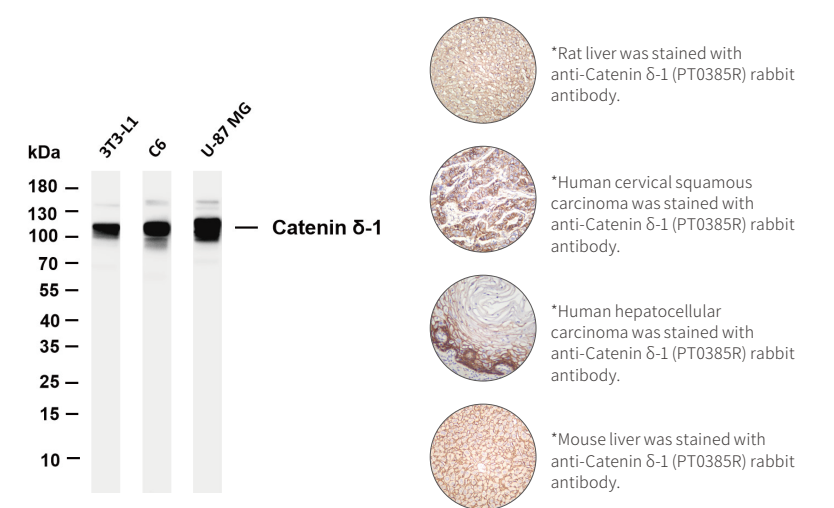 kDa
3T3-L1
C6
U-87 MG
180
130
100
70
55
40
35
25
15
10
Catenin δ-1
*Rat liver was stained with
anti-Catenin δ-1 (PT0385R) rabbit
antibody.
*Human cervical squamous
carcinoma was stained with
anti-Catenin δ-1 (PT0385R) rabbit
antibody.
*Human hepatocellular
carcinoma was stained with
anti-Catenin δ-1 (PT0385R) rabbit
antibody.
*Mouse liver was stained with
anti-Catenin δ-1 (PT0385R) rabbit
antibody.